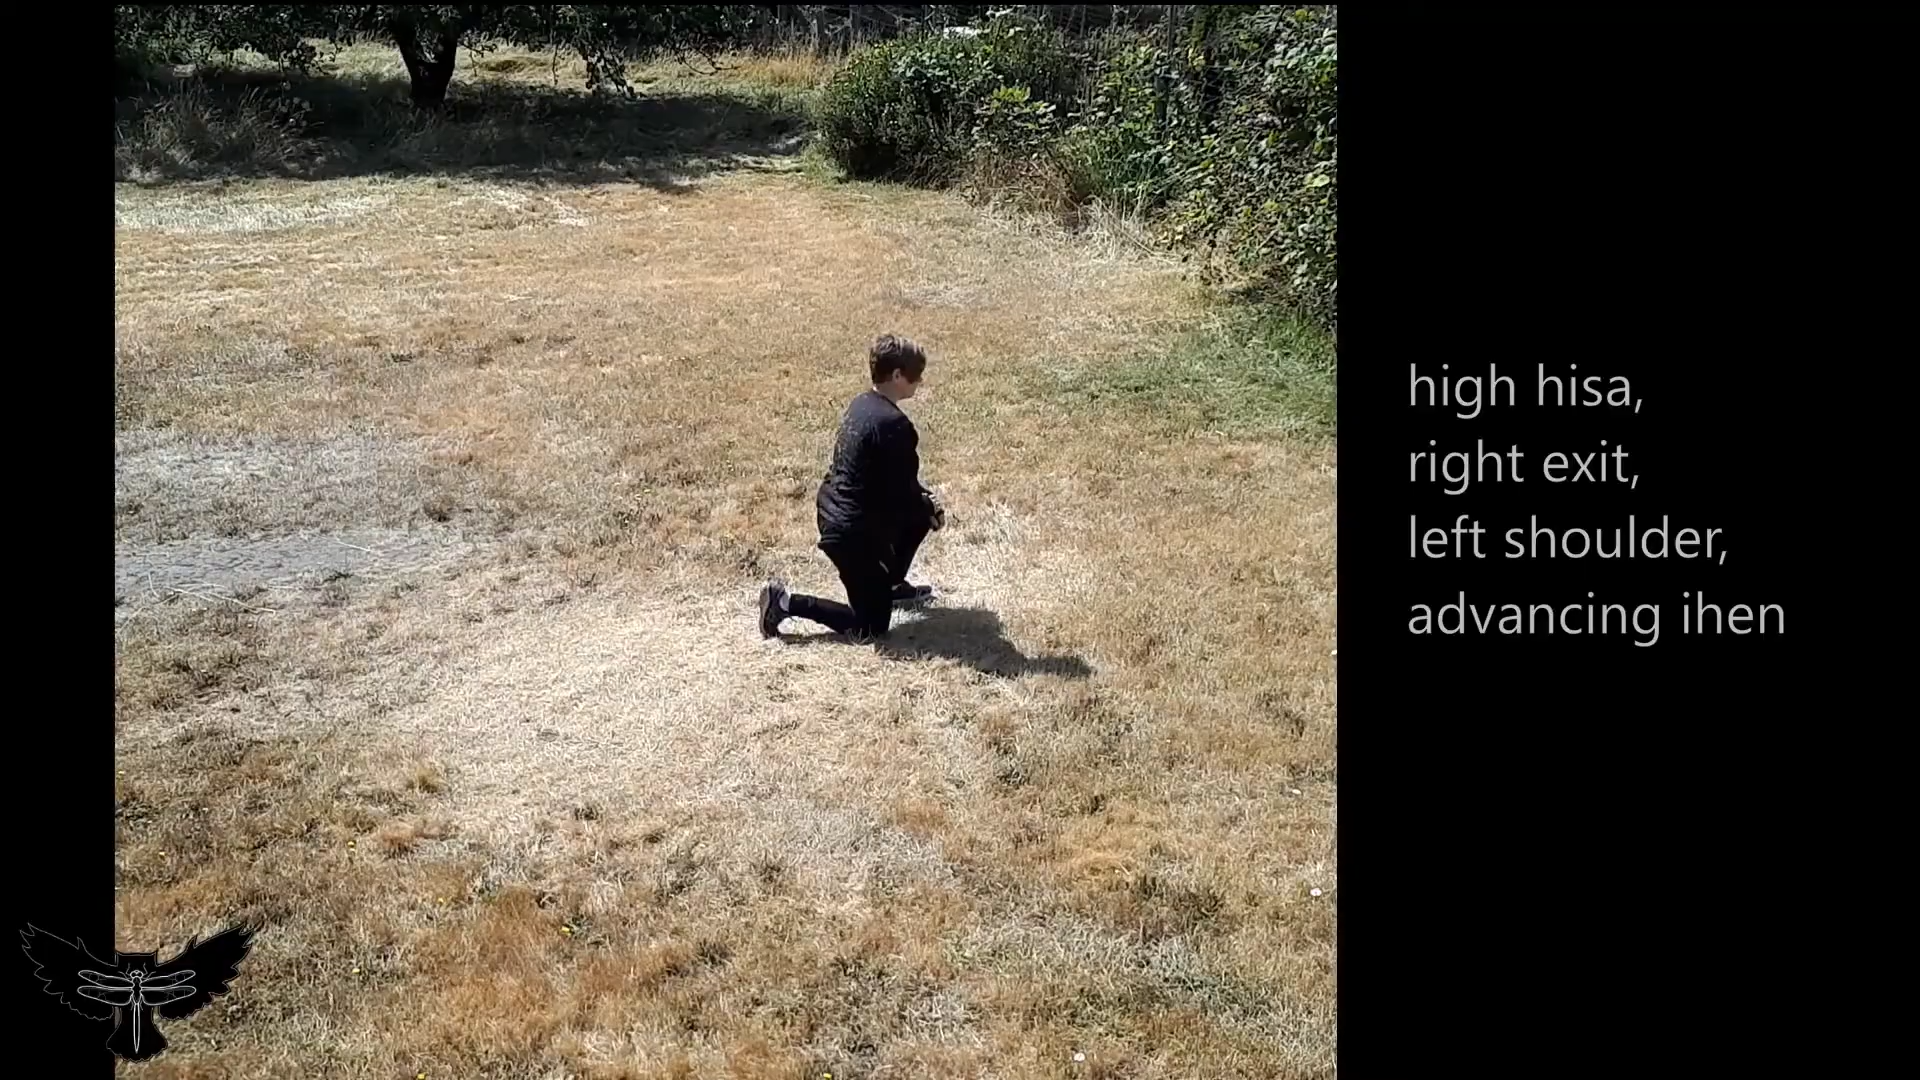 high hisa,
right exit,
left shoulder,
advancing ihen